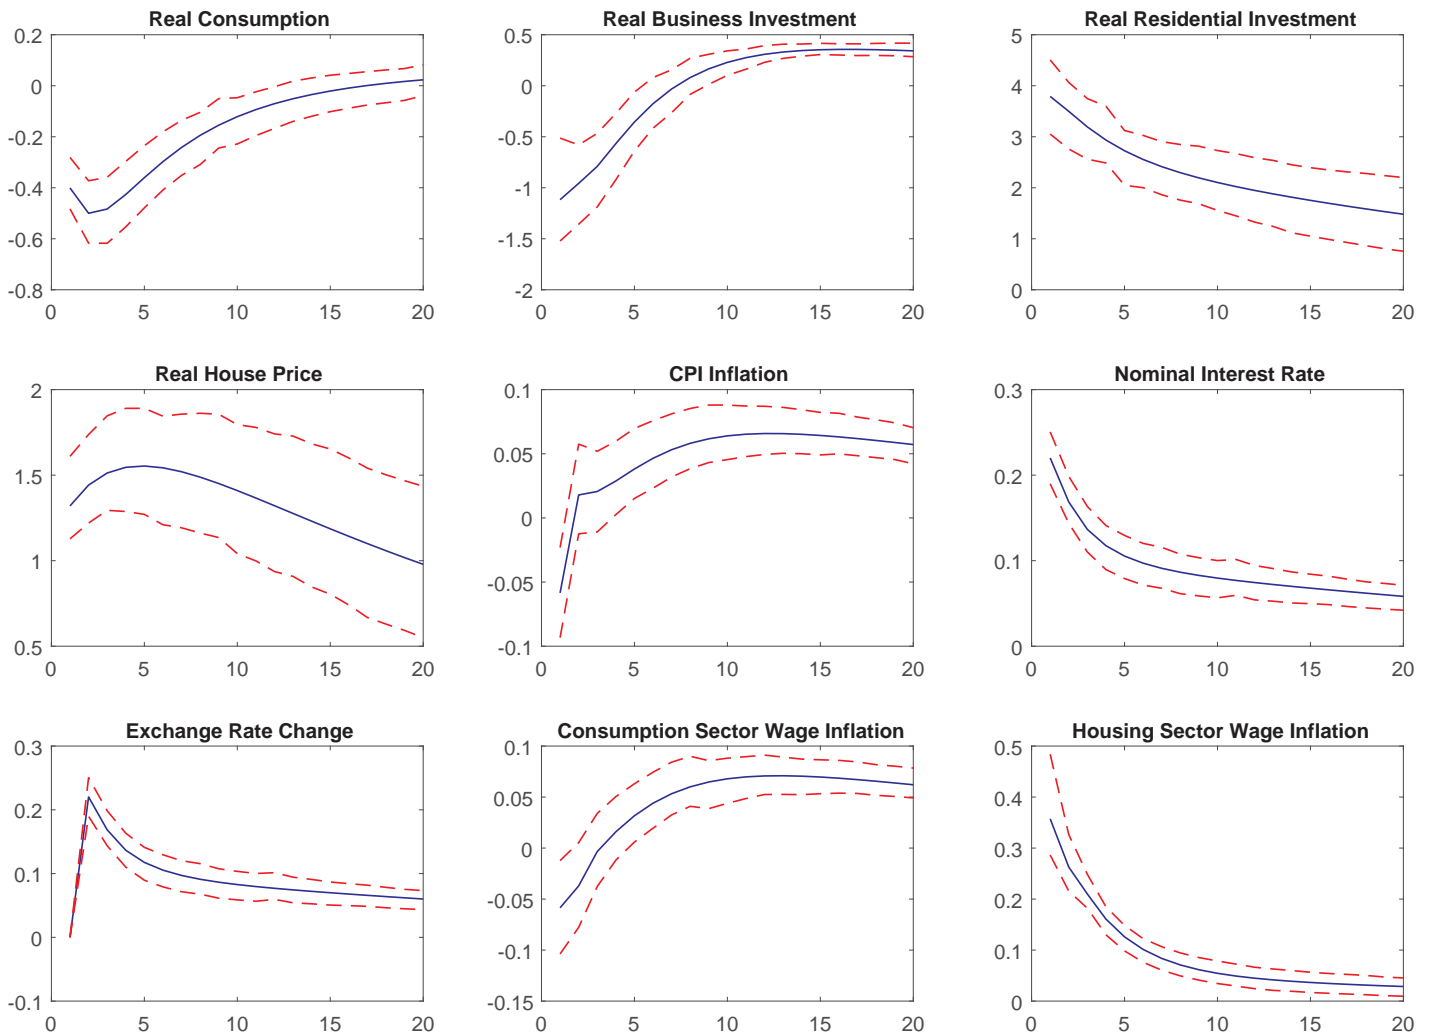 Real Consumption
0.2
0
-0.2
-0.4
-0.6
-0.8
0 5 10 15 20
Real Business Investment
0.5
0
-0.5
-1
-1.5
-2
0 5 10 15 20
Real Residential Investment
5
4
3
2
1
0
0 5 10 15 20
Real House Price
2
1.5
1
0.5
0 5 10 15 20
CPI Inflation
0.1
0.05
0
-0.05
-0.1
0 5 10 15 20
Nominal Interest Rate
0.3
0.2
0.1
0
0 5 10 15 20
Exchange Rate Change
0.3
0.2
0.1
0
-0.1
0 5 10 15 20
Consumption Sector Wage Inflation
0.1
0.05
0
-0.05
-0.1
-0.15
0 5 10 15 20
Housing Sector Wage Inflation
0.5
0.4
0.3
0.2
0.1
0
0 5 10 15 20